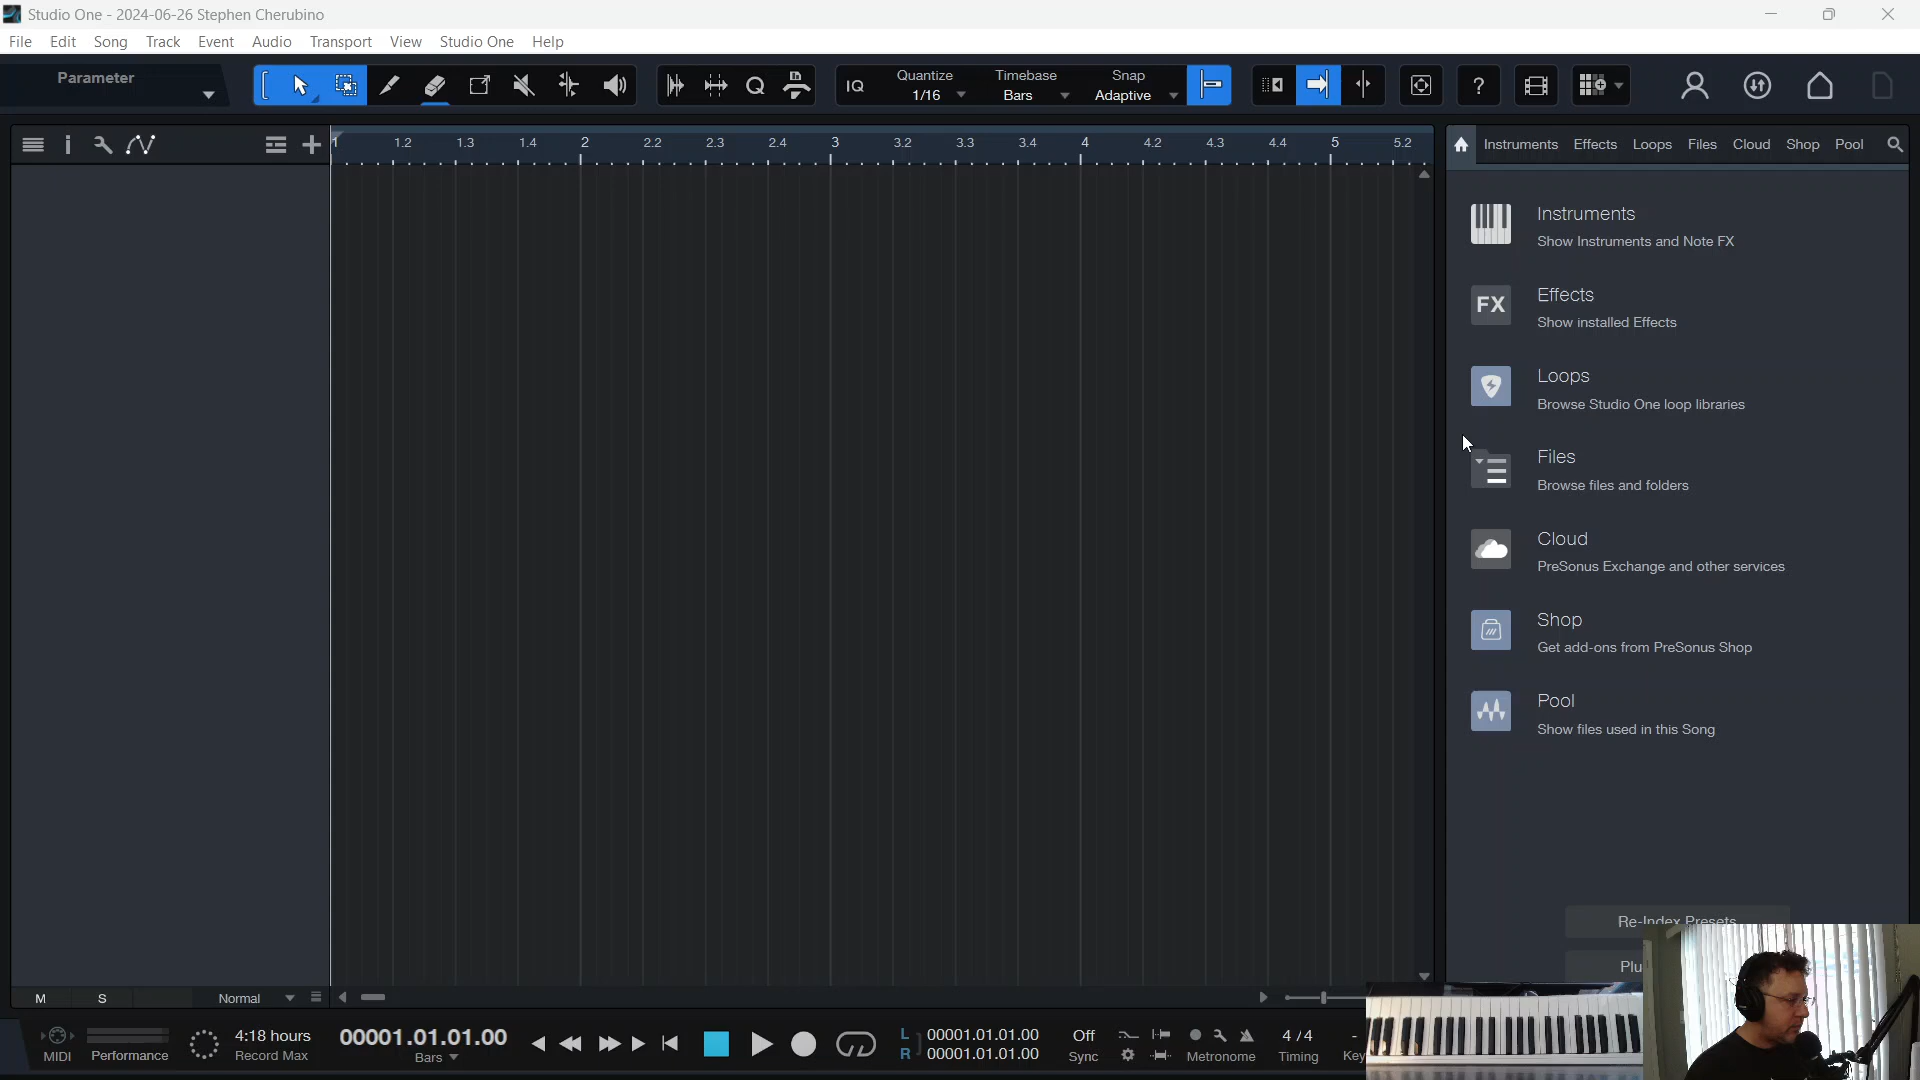 Studio One - 2024-06-26 Stephen Cherubino
File Edit Song Track Event Audio Transport View Studio One Help
Parameter
IQ
Quantize
1/16
Timebase
Bars
Snap
Adaptive
?
1 1.2 1.3 1.4 2 2.2 2.3 2.4 3 3.2 3.3 3.4 4 4.2 4.3 4.4 5 5.2
Instruments Effects Loops Files Cloud Shop Pool
Instruments
Show Instruments and Note FX
FX
Effects
Show installed Effects
Loops
Browse Studio One loop libraries
Files
Browse files and folders
Cloud
PreSonus Exchange and other services
Shop
Get add-ons from PreSonus Shop
Pool
Show files used in this Song
Re-Index Presets
Plu
M S Normal
MIDI
Performance
4:18 hours
Record Max
00001.01.01.00
Bars
L 00001.01.01.00
R 00001.01.01.00
Off
Sync
Metronome
4 / 4
Timing
-
Key